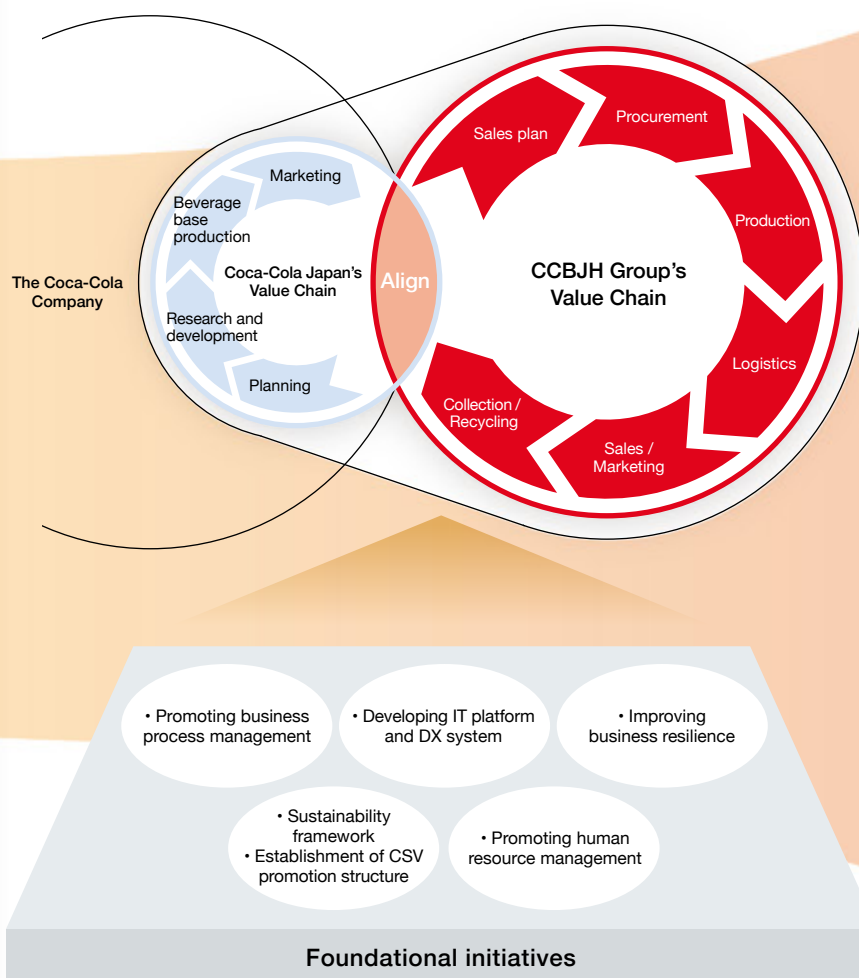 Sales plan
Procurement
Production
Logistics
Sales /
Marketing
Collection /
Recycling
CCBJH Group’s
Value Chain
Align
Marketing
Beverage
base
production
Coca-Cola Japan’s
Value Chain
Research and
development
Planning
The Coca-Cola
Company
• Promoting business
process management
• Developing IT platform
and DX system
• Improving
business resilience
• Sustainability
framework
• Establishment of CSV
promotion structure
• Promoting human
resource management
Foundational initiatives